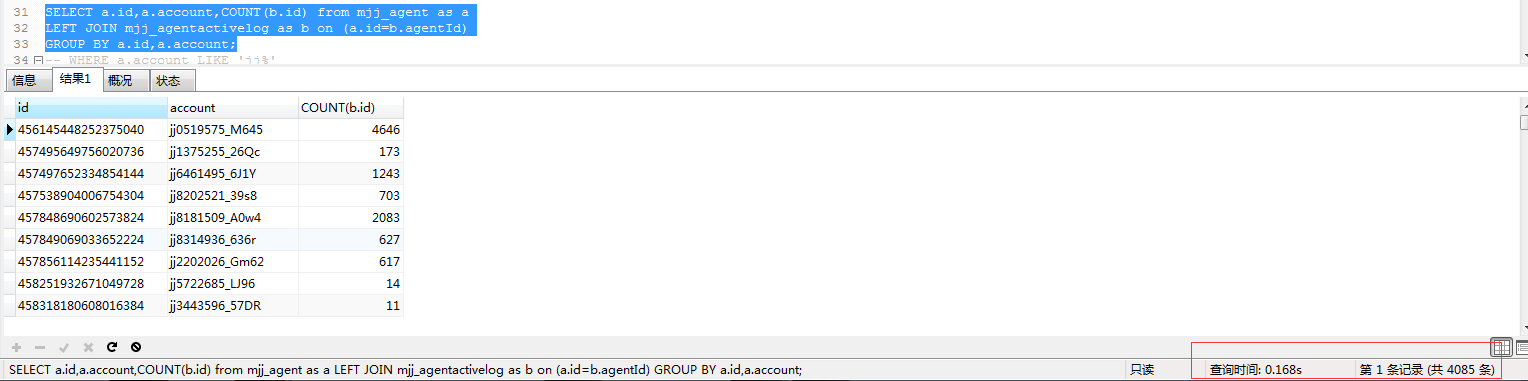 31 SELECT a.id,a.account,COUNT(b.id) from mjj_agent as a
32 LEFT JOIN mjj_agentactivelog as b on (a.id=b.agentId)
33 GROUP BY a.id,a.account;
34 -- WHERE a.account LIKE 'jj%'
信息 结果1 概况 状态
id account COUNT(b.id)
456145448252375040 jj0519575_M645 4646
457495649756020736 jj1375255_26Qc 173
457497652334854144 jj6461495_6J1Y 1243
457538904006754304 jj8202521_39s8 703
457848690602573824 jj8181509_A0w4 2083
457849069033652224 jj8314936_636r 627
457856114235441152 jj2202026_Gm62 617
458251932671049728 jj5722685_LJ96 14
458318180608016384 jj3443596_57DR 11
SELECT a.id,a.account,COUNT(b.id) from mjj_agent as a LEFT JOIN mjj_agentactivelog as b on (a.id=b.agentId) GROUP BY a.id,a.account; 只读 查询时间: 0.168s 第 1 条记录 (共 4085 条)